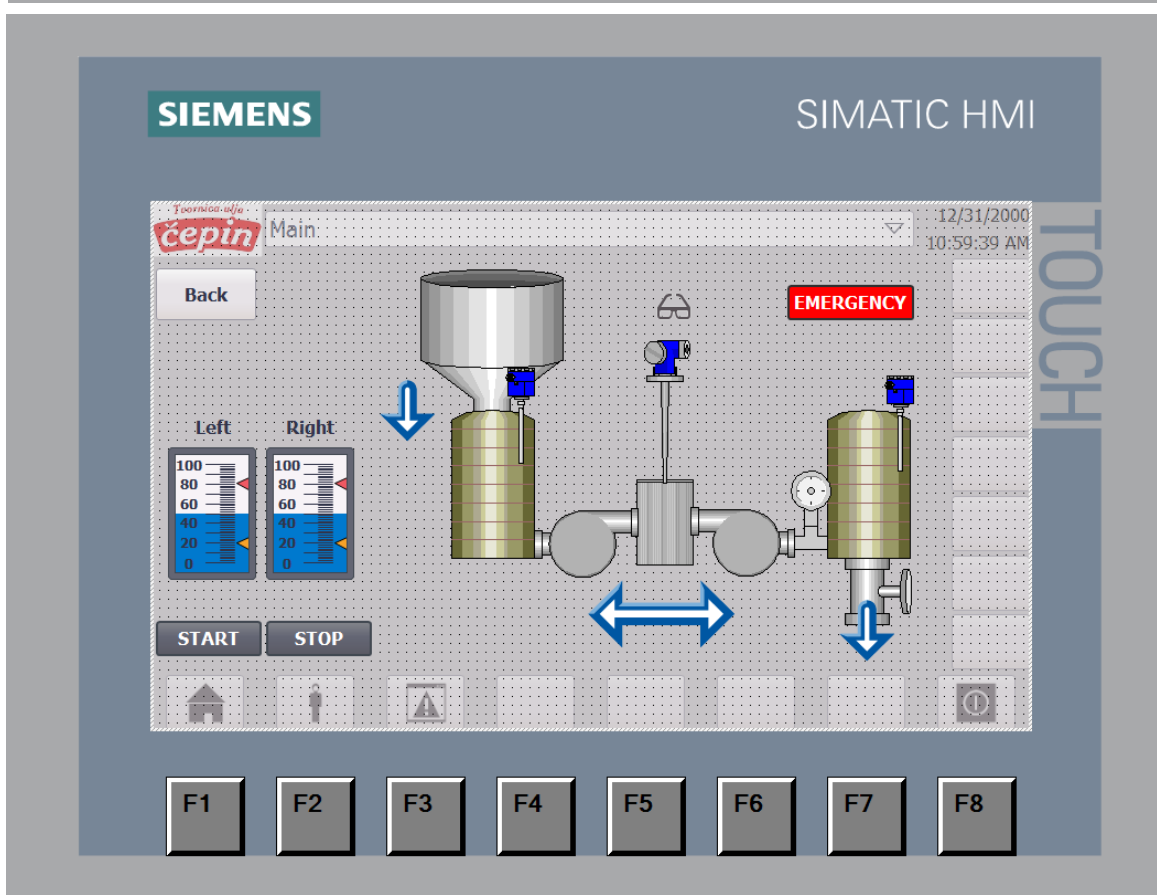 SIEMENS
SIMATIC HMI
TOUCH
Tvornica ulja
čepin
Main
12/31/2000
10:59:39 AM
Back
EMERGENCY
Left
Right
100
80
60
40
20
0
100
80
60
40
20
0
START
STOP
F1
F2
F3
F4
F5
F6
F7
F8